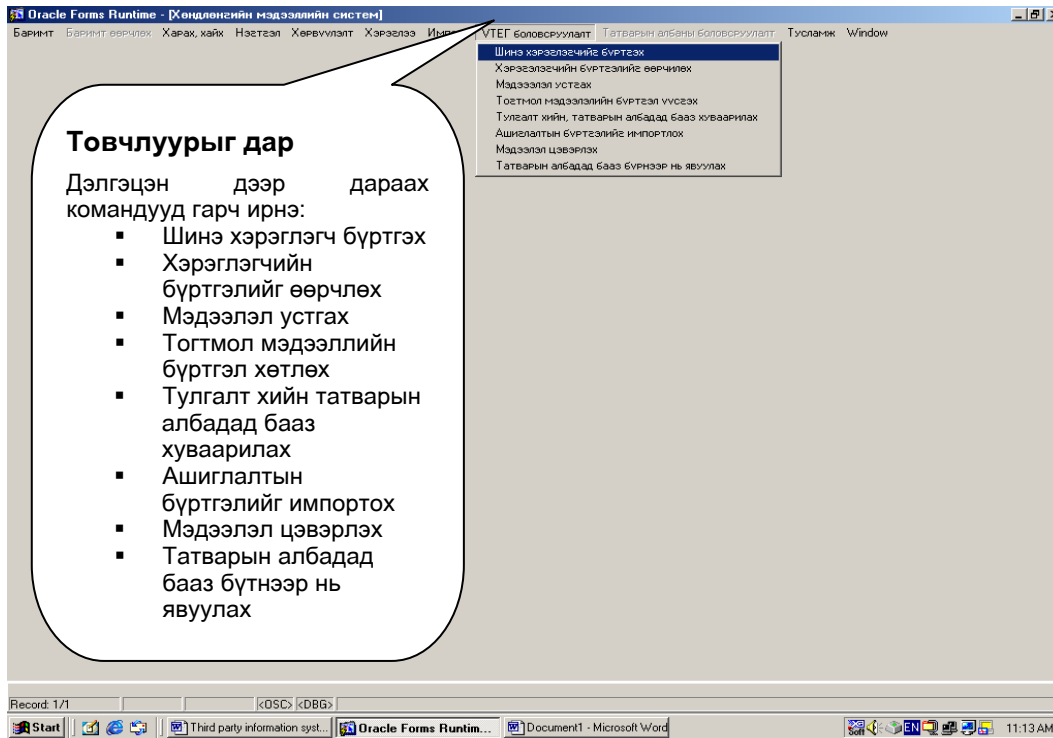 Oracle Forms Runtime - [Хөндлөнгийн мэдээллийн систем]
Баримт Баримт өөрчлөх Харах, хайх Нэгтгэл Хөрвүүлэлт Хэрэглээ VТЕГ боловсруулалт Татварын албаны боловсруулалт Тусламж Window
Шинэ хэрэглэгчийг бүртгэх
Хэрэглэгчийн бүртгэлийг өөрчилөх
Мэдээлэл устгах
Тогтмол мэдээлэлийн бүртгэл үүсгэх
Тулгалт хийн, татварын албадад бааз хуваарилах
Ашиглалтын бүртгэлийг импортлох
Мэдээлэл цэвэрлэх
Татварын албадад бааз бүрнээр нь явуулах
Товчлуурыг дар
Дэлгэцэн дээр дараах
командууд гарч ирнэ:
▪ Шинэ хэрэглэгч бүртгэх
▪ Хэрэглэгчийн
бүртгэлийг өөрчлөх
▪ Мэдээлэл устгах
▪ Тогтмол мэдээллийн
бүртгэл хөтлөх
▪ Тулгалт хийн татварын
албадад бааз
хуваарилах
▪ Ашиглалтын
бүртгэлийг импортох
▪ Мэдээлэл цэвэрлэх
▪ Татварын албадад
бааз бүтнээр нь
явуулах
Record: 1/1 <OSC> <DBG>
Start Third party information syst... Oracle Forms Runtim... Document1 - Microsoft Word EN 11:13 AM